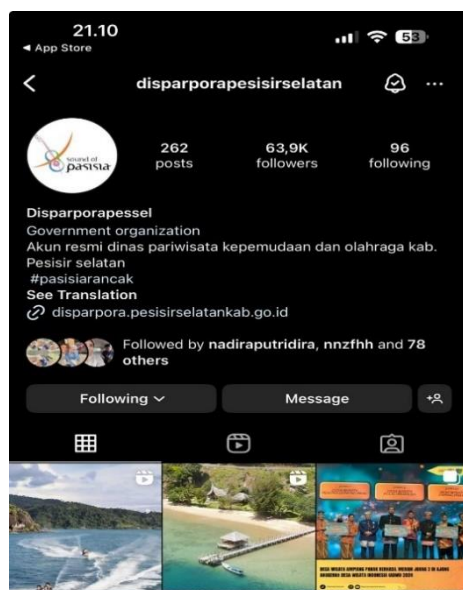 21.10
53
◄ App Store
disparporapesisirselatan
sound of
pasisia
262
posts
63,9K
followers
96
following
Disparporapessel
Government organization
Akun resmi dinas pariwisata kepemudaan dan olahraga kab.
Pesisir selatan
#pasisiarancak
See Translation
disparpora.pesisirselatankab.go.id
Followed by nadiraputridira, nnzfhh and 78
others
Following
Message